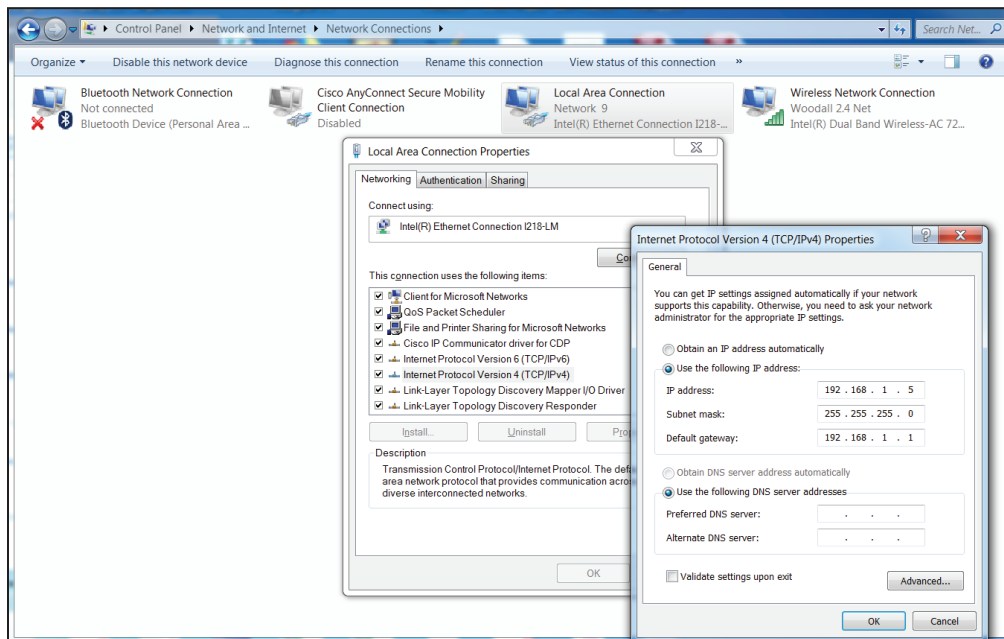 Control Panel ▸ Network and Internet ▸ Network Connections ▸
Search Net...
Organize
Disable this network device
Diagnose this connection
Rename this connection
View status of this connection
»
Bluetooth Network Connection
Not connected
Bluetooth Device (Personal Area ...
Cisco AnyConnect Secure Mobility
Client Connection
Disabled
Local Area Connection
Network 9
Intel(R) Ethernet Connection I218-...
Wireless Network Connection
Woodall 2.4 Net
Intel(R) Dual Band Wireless-AC 72...
Local Area Connection Properties
Networking
Authentication
Sharing
Connect using:
Intel(R) Ethernet Connection I218-LM
This connection uses the following items:
Client for Microsoft Networks
QoS Packet Scheduler
File and Printer Sharing for Microsoft Networks
Cisco IP Communicator driver for CDP
Internet Protocol Version 6 (TCP/IPv6)
Internet Protocol Version 4 (TCP/IPv4)
Link-Layer Topology Discovery Mapper I/O Driver
Link-Layer Topology Discovery Responder
Install...
Uninstall
Description
Transmission Control Protocol/Internet Protocol. The
area network protocol that provides communication
diverse interconnected networks.
OK
Internet Protocol Version 4 (TCP/IPv4) Properties
General
You can get IP settings assigned automatically if your network
supports this capability. Otherwise, you need to ask your network
administrator for the appropriate IP settings.
Obtain an IP address automatically
Use the following IP address:
IP address: 192 . 168 . 1 . 5
Subnet mask: 255 . 255 . 255 . 0
Default gateway: 192 . 168 . 1 . 1
Obtain DNS server address automatically
Use the following DNS server addresses
Preferred DNS server: . . .
Alternate DNS server: . . .
Validate settings upon exit
Advanced...
OK
Cancel